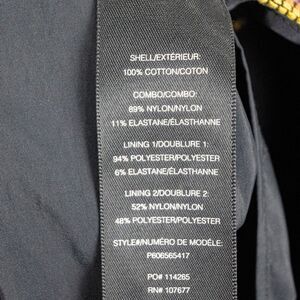 SHELL/EXTÉRIEUR:
100% COTTON/COTON
COMBO/COMBO:
89% NYLON/NYLON
11% ELASTANE/ÉLASTHANNE
LINING 1/DOUBLURE 1:
94% POLYESTER/POLYESTER
6% ELASTANE/ÉLASTHANNE
LINING 2/DOUBLURE 2:
52% NYLON/NYLON
48% POLYESTER/POLYESTER
STYLE#/NUMÉRO DE MODÈLE:
P606565417
PO# 114265
RN# 107677